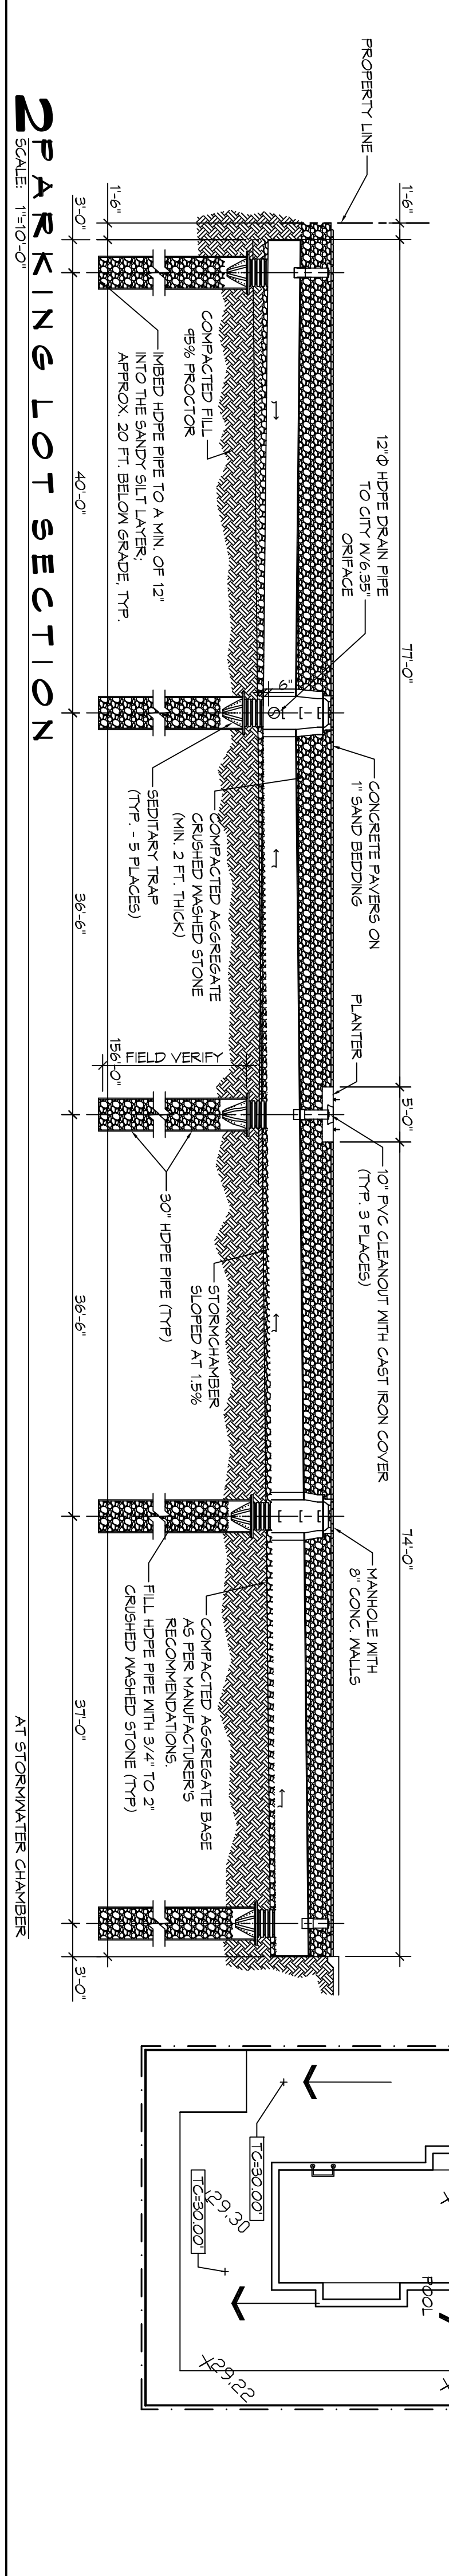 PROPERTY LINE
1'-6"
77'-0"
5'-0"
74'-0"
12"Φ HDPE DRAIN PIPE
TO CITY W/6.35"
ORIFACE
CONCRETE PAVERS ON
1" SAND BEDDING
PLANTER
10" PVC CLEANOUT WITH CAST IRON COVER
(TYP. 3 PLACES)
MANHOLE WITH
8" CONC. WALLS
6"
COMPACTED FILL
95% PROCTOR
COMPACTED AGGREGATE
CRUSHED WASHED STONE
(MIN. 2 FT. THICK)
STORMCHAMBER
SLOPED AT 1.5%
COMPACTED AGGREGATE BASE
AS PER MANUFACTURER'S
RECOMMENDATIONS.
IMBED HDPE PIPE TO A MIN. OF 12"
INTO THE SANDY SILT LAYER;
APPROX. 20 FT. BELOW GRADE, TYP.
SEDITARY TRAP
(TYP. - 5 PLACES)
FIELD VERIFY
30" HDPE PIPE (TYP)
FILL HDPE PIPE WITH 3/4" TO 2"
CRUSHED WASHED STONE (TYP)
1'-6"
156'-0"
3'-0"
40'-0"
36'-6"
36'-6"
37'-0"
3'-0"
2 PARKING LOT SECTION
SCALE: 1"=10'-0"
AT STORMWATER CHAMBER
POOL
TC=30.00'
29.30
TC=30.00'
X29.22